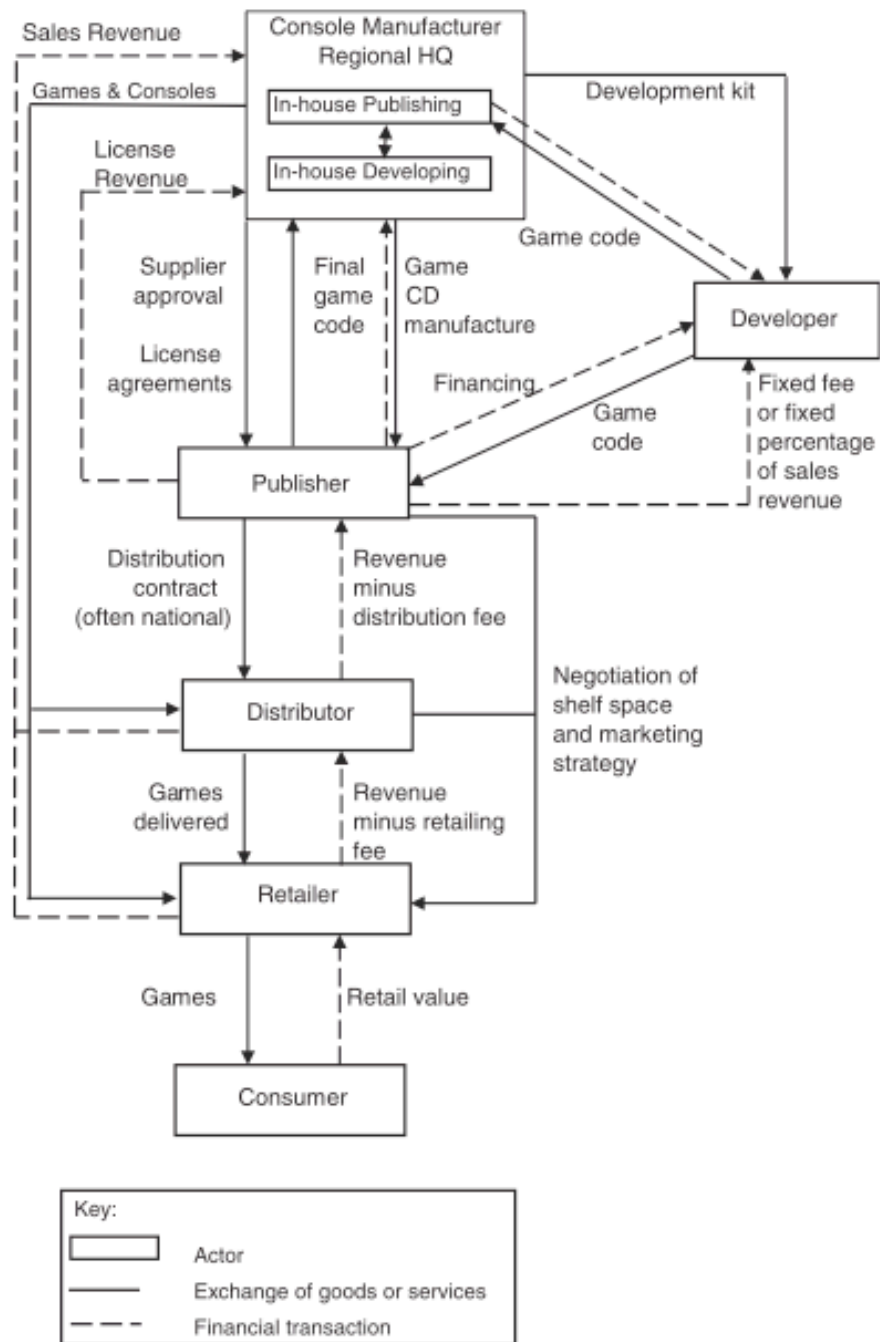 Sales Revenue
Console Manufacturer
Regional HQ
Games & Consoles
In-house Publishing
Development kit
License
Revenue
In-house Developing
Game code
Supplier
approval
License
agreements
Final
game
code
Game
CD
manufacture
Developer
Financing
Game
code
Fixed fee
or fixed
percentage
of sales
revenue
Publisher
Distribution
contract
(often national)
Revenue
minus
distribution fee
Negotiation of
shelf space
and marketing
strategy
Distributor
Games
delivered
Revenue
minus retailing
fee
Retailer
Games
Retail value
Consumer
Key:
Actor
Exchange of goods or services
Financial transaction